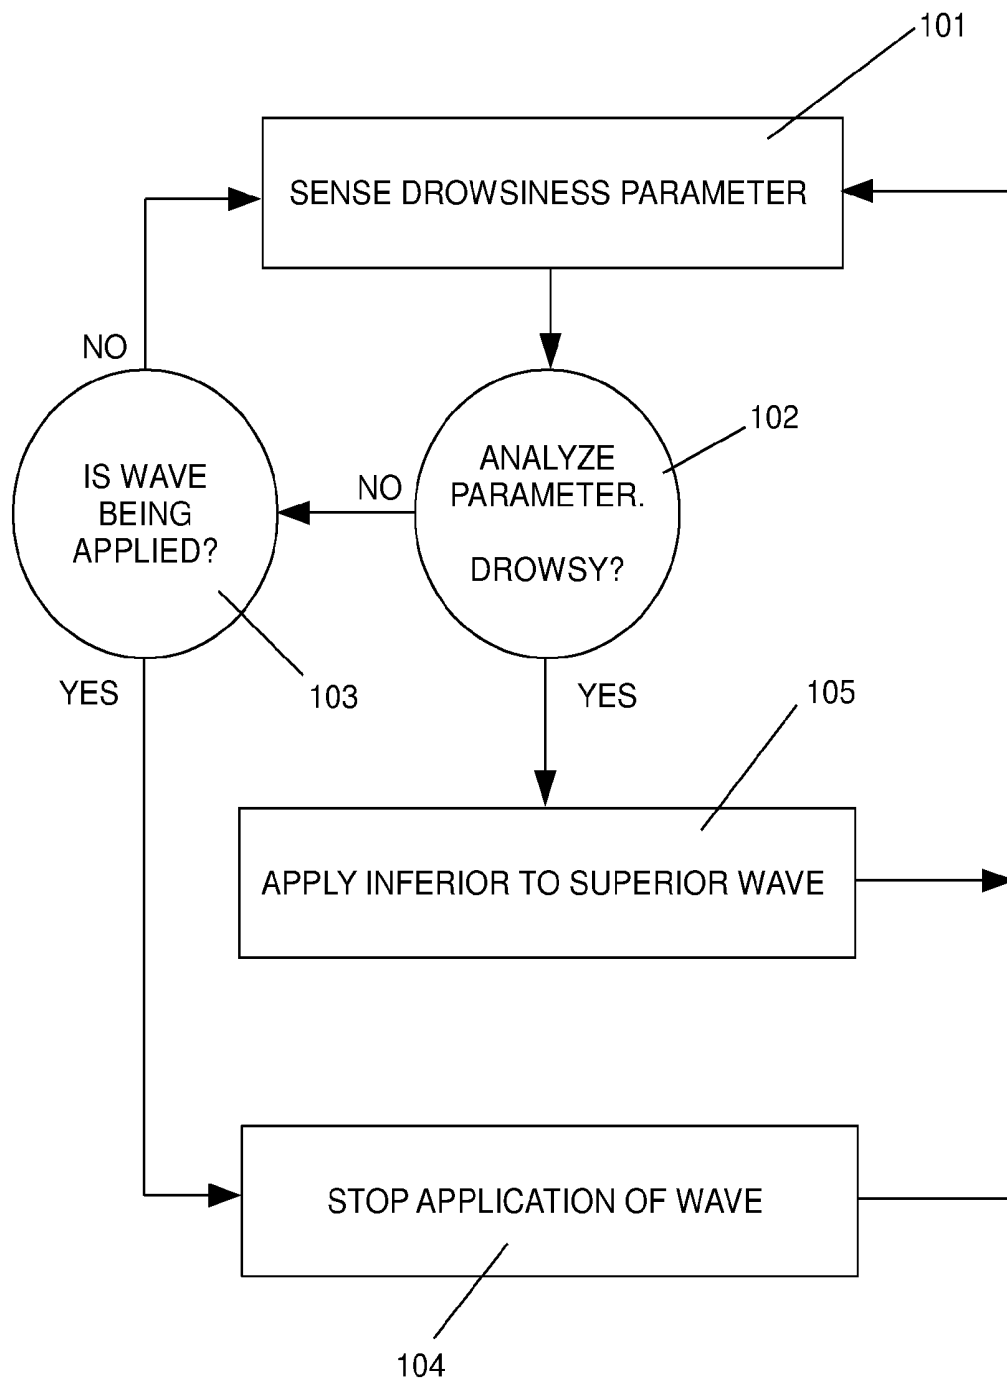 101
SENSE DROWSINESS PARAMETER
NO
102
ANALYZE
PARAMETER.
DROWSY?
NO
IS WAVE
BEING
APPLIED?
YES
103
YES
105
APPLY INFERIOR TO SUPERIOR WAVE
STOP APPLICATION OF WAVE
104